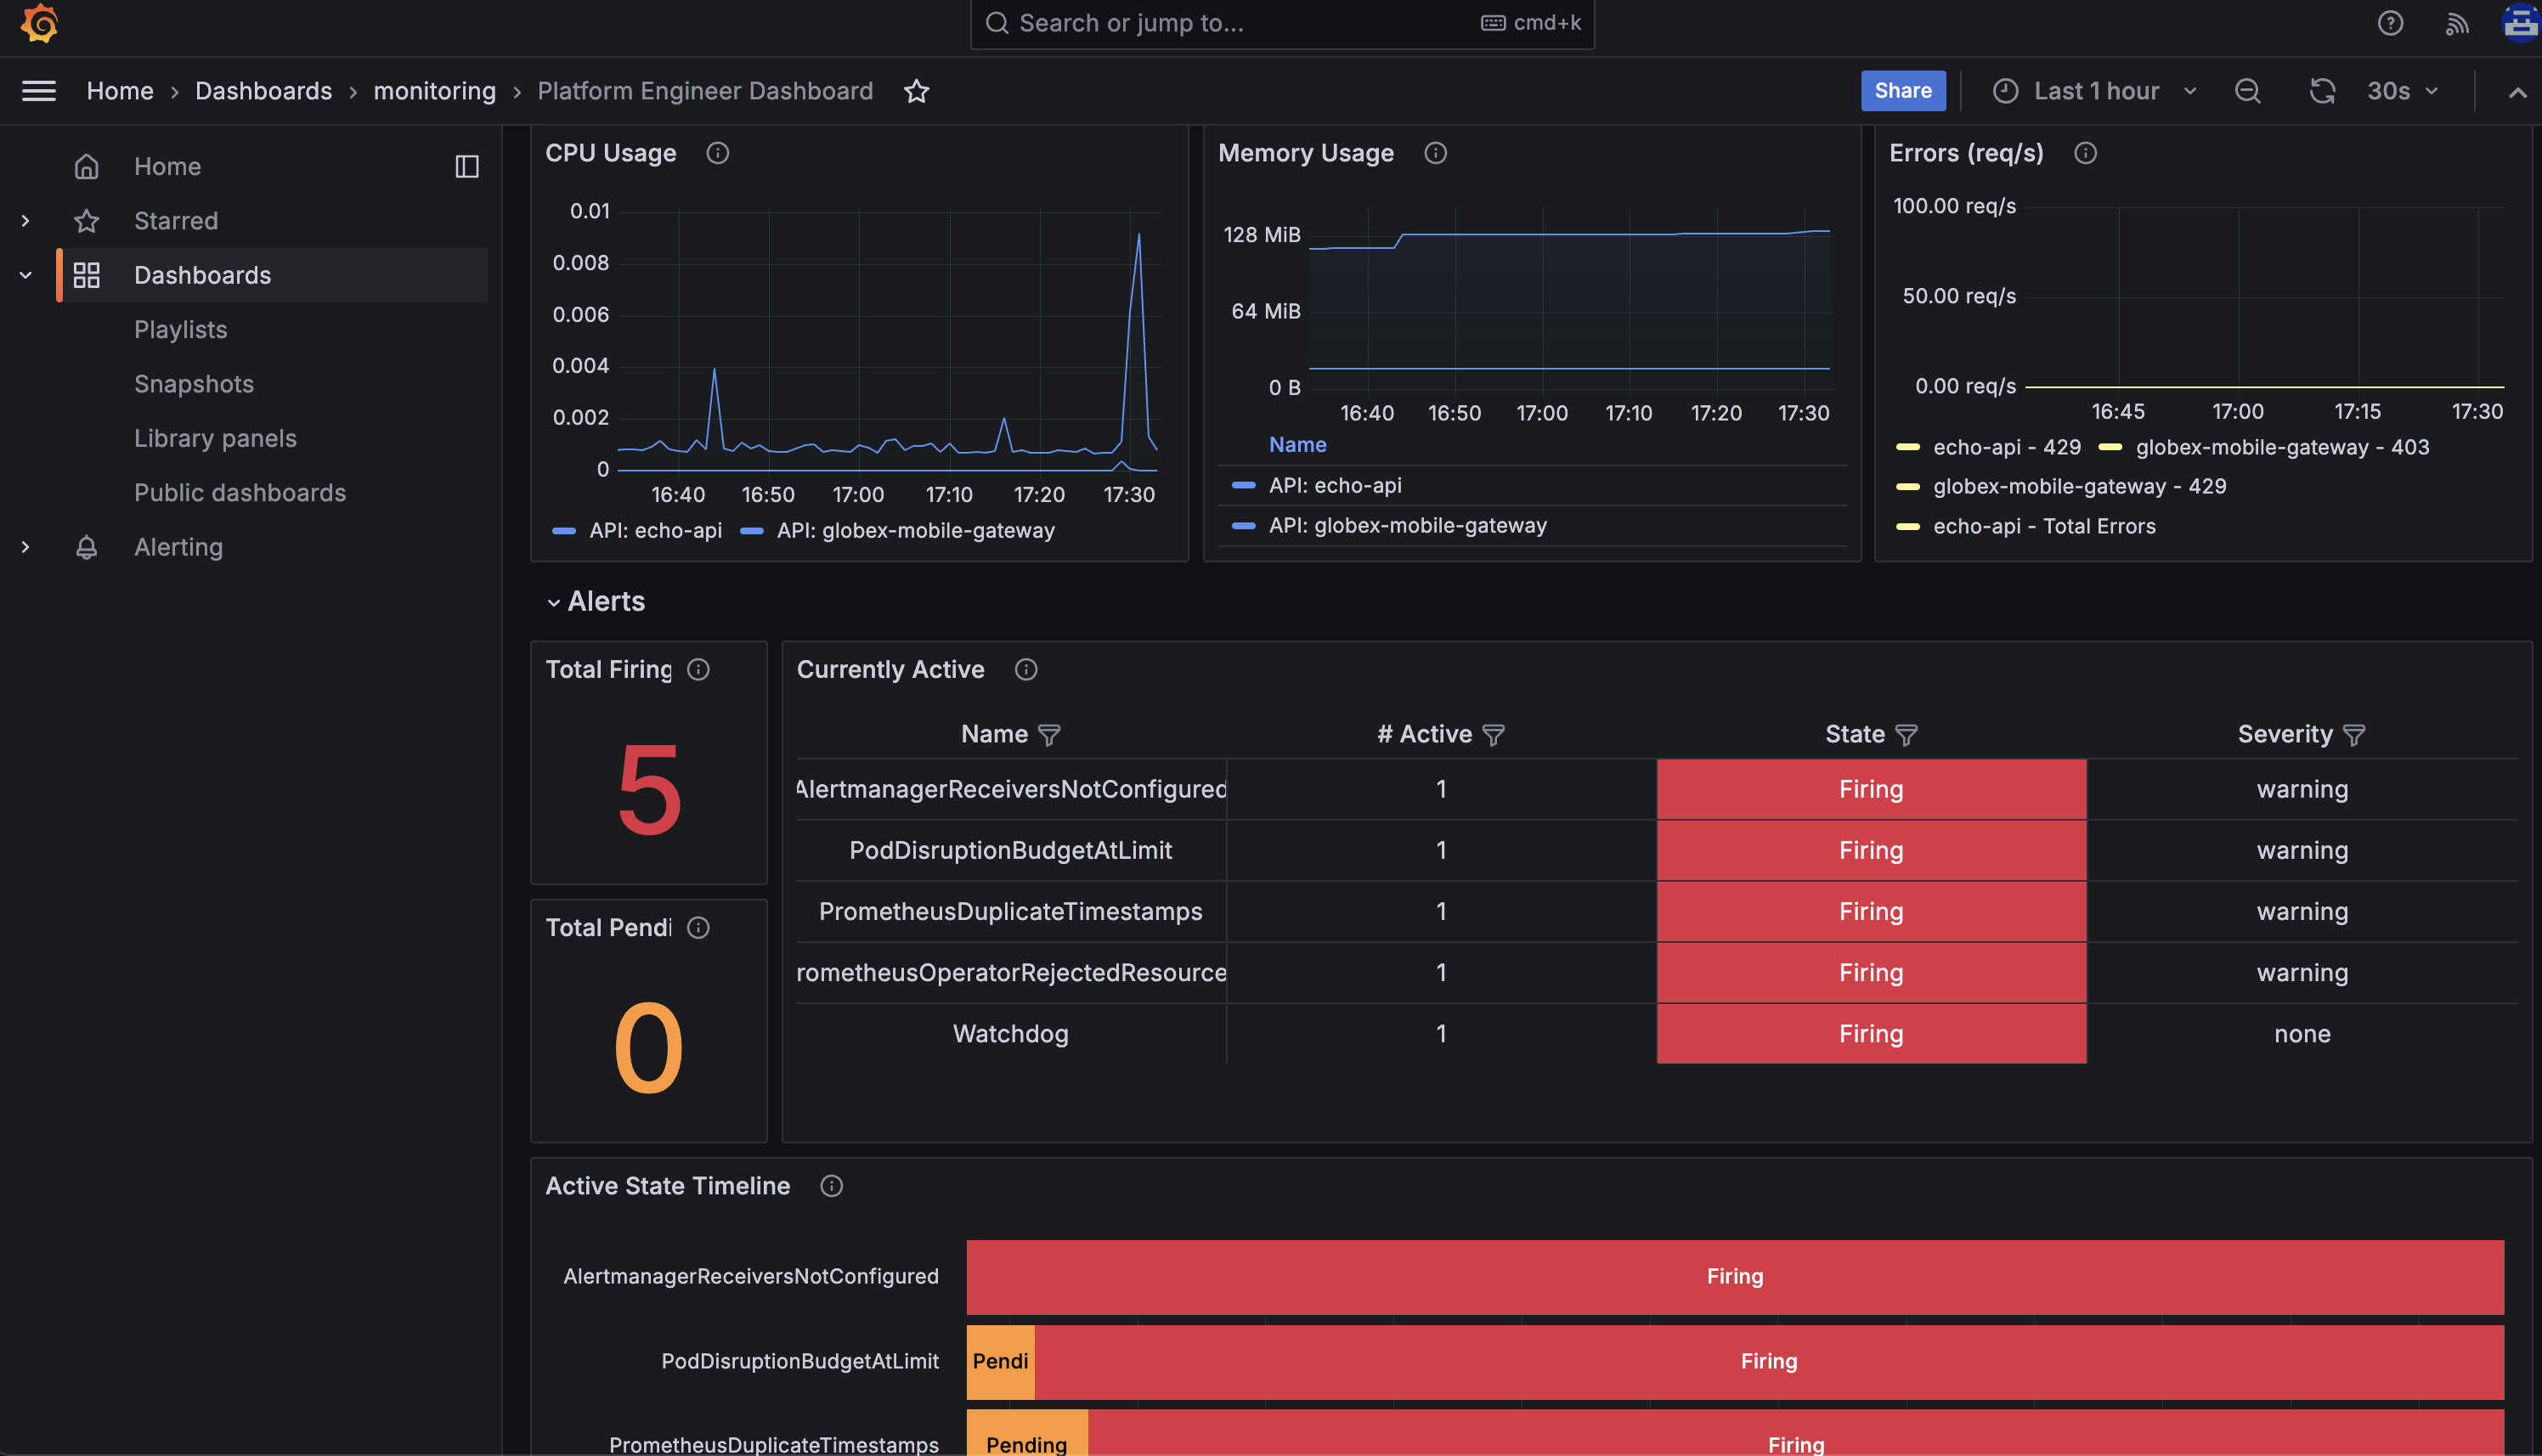 Search or jump to... cmd+k
Home › Dashboards › monitoring › Platform Engineer Dashboard
Share Last 1 hour 30s
Home
Starred
Dashboards
Playlists
Snapshots
Library panels
Public dashboards
Alerting
CPU Usage
0.01
0.008
0.006
0.004
0.002
0
16:40 16:50 17:00 17:10 17:20 17:30
API: echo-api API: globex-mobile-gateway
Memory Usage
128 MiB
64 MiB
0 B
16:40 16:50 17:00 17:10 17:20 17:30
Name
API: echo-api
API: globex-mobile-gateway
Errors (req/s)
100.00 req/s
50.00 req/s
0.00 req/s
16:45 17:00 17:15 17:30
echo-api - 429 globex-mobile-gateway - 403
globex-mobile-gateway - 429
echo-api - Total Errors
Alerts
Total Firing
5
Total Pendi
0
Currently Active
Name # Active State Severity
AlertmanagerReceiversNotConfigured 1 Firing warning
PodDisruptionBudgetAtLimit 1 Firing warning
PrometheusDuplicateTimestamps 1 Firing warning
rometheusOperatorRejectedResource 1 Firing warning
Watchdog 1 Firing none
Active State Timeline
AlertmanagerReceiversNotConfigured Firing
PodDisruptionBudgetAtLimit Pendi Firing
PrometheusDuplicateTimestamps Pending Firing